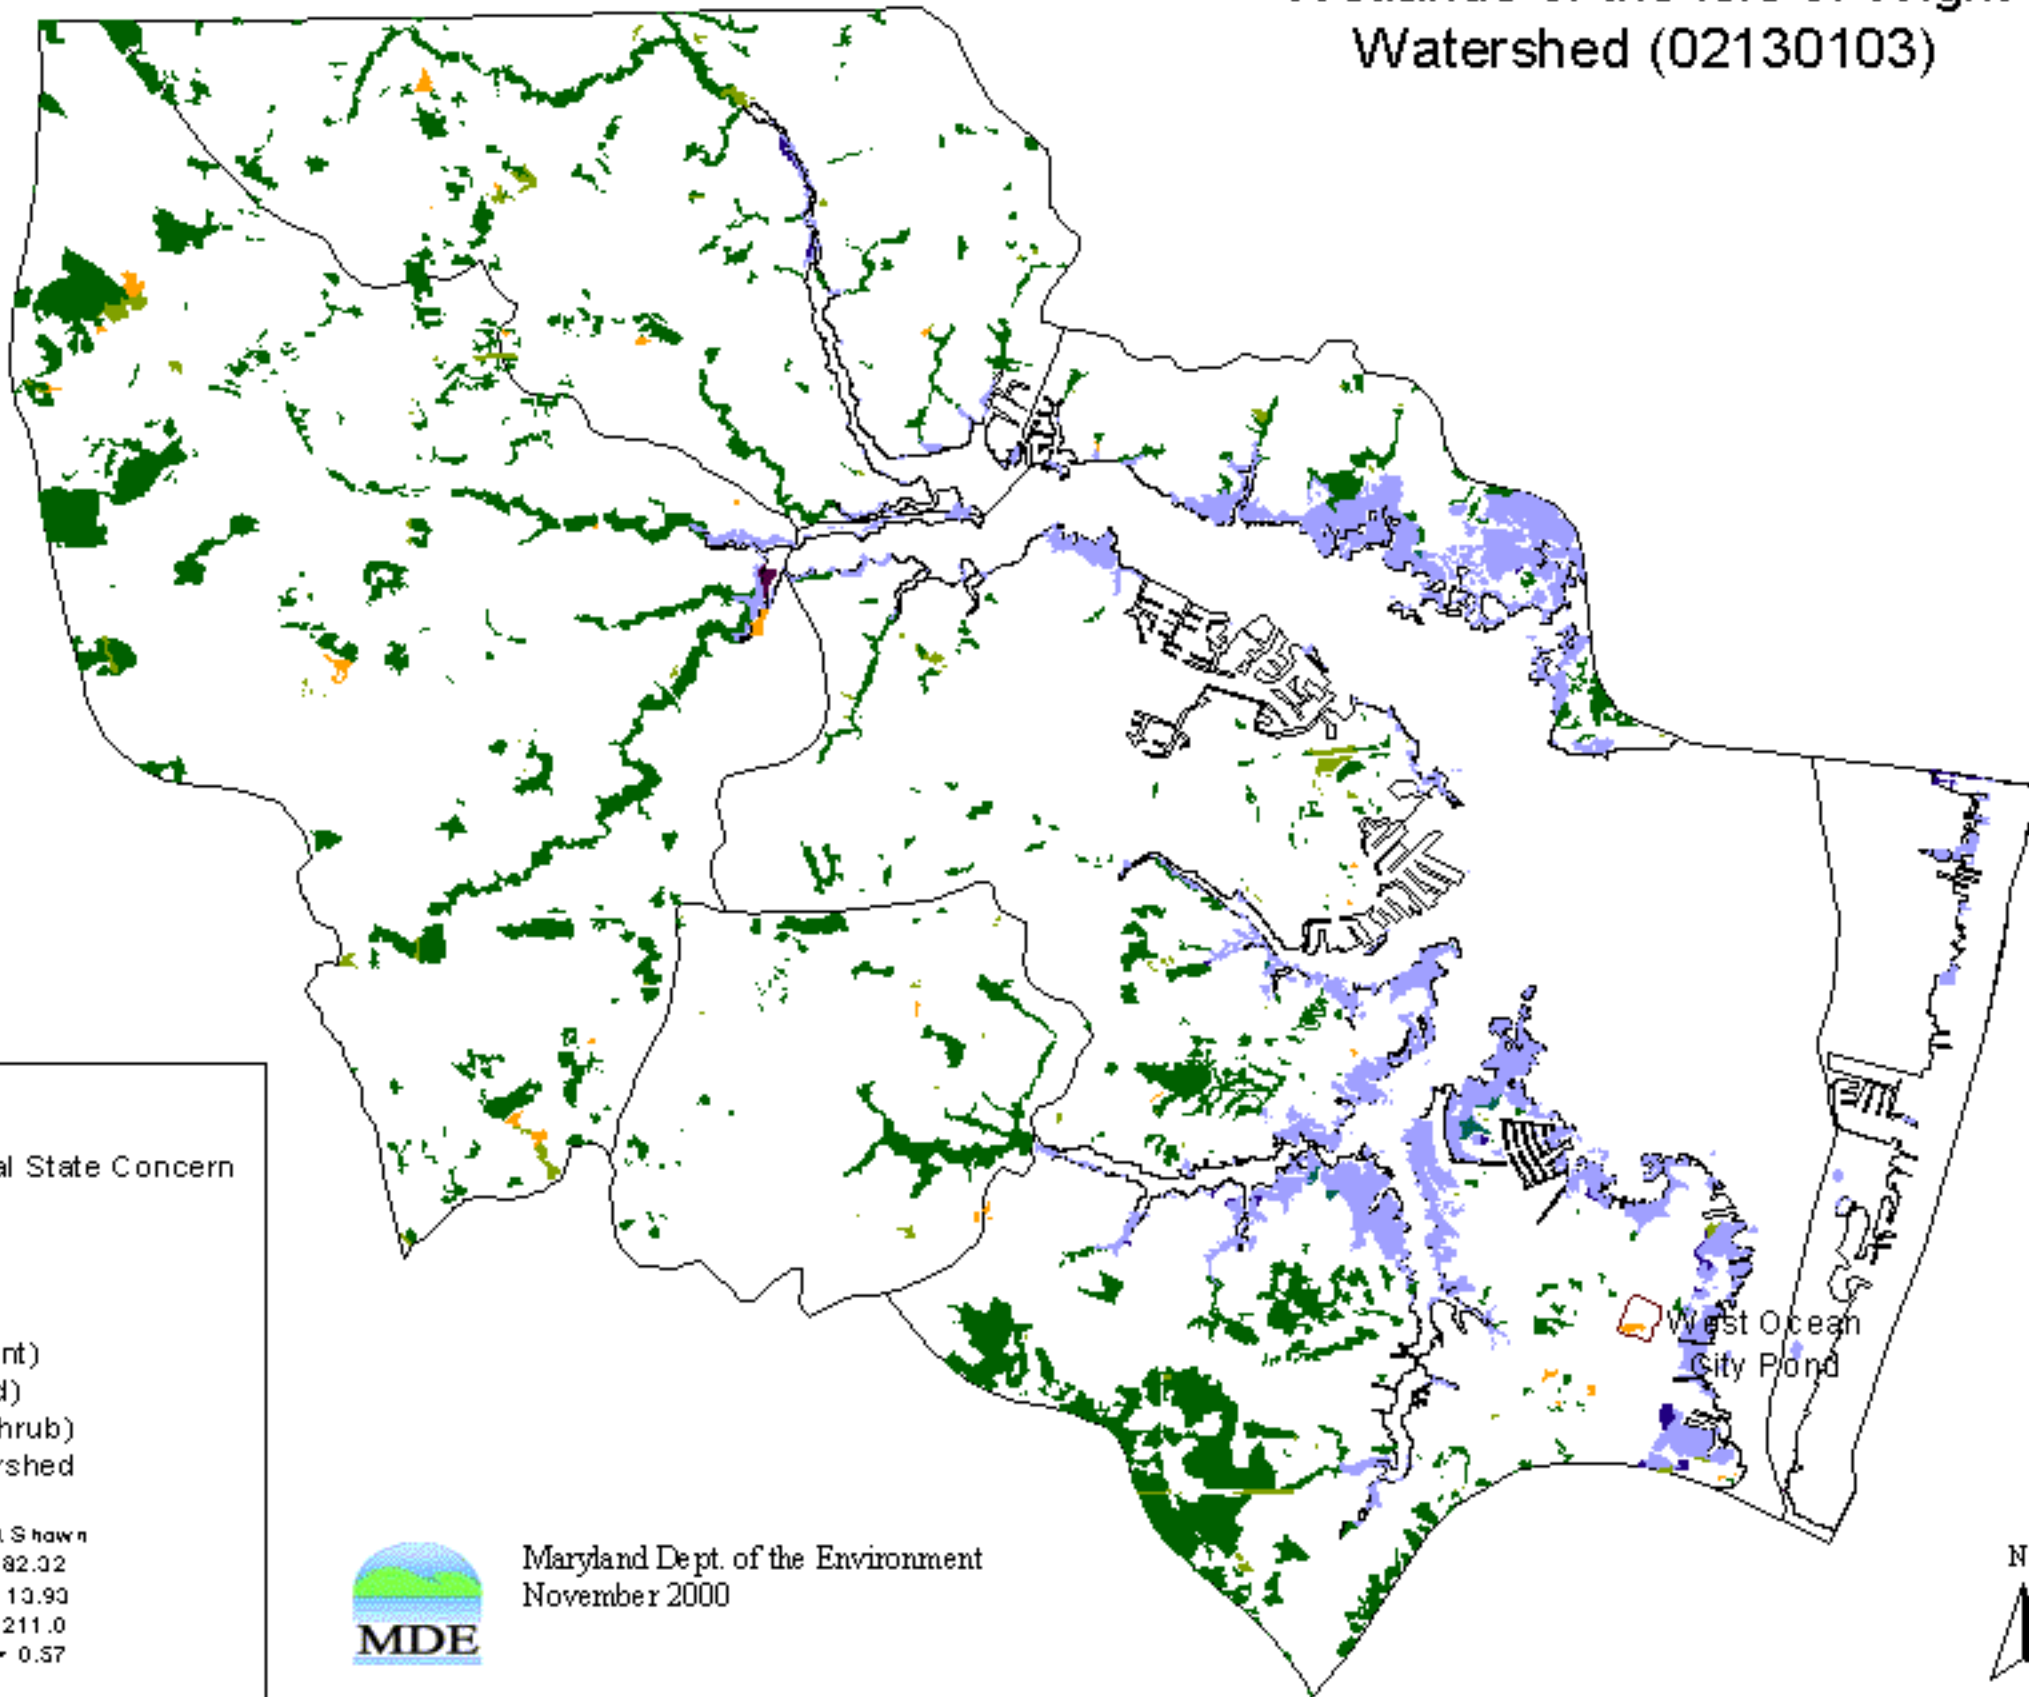 Watershed (02130103)
al State Concern
nt)
d)
hrub)
rshed
t Shown
82.32
13.93
211.0
0.57
West Ocean
City Pond
Maryland Dept. of the Environment
November 2000
MDE
N